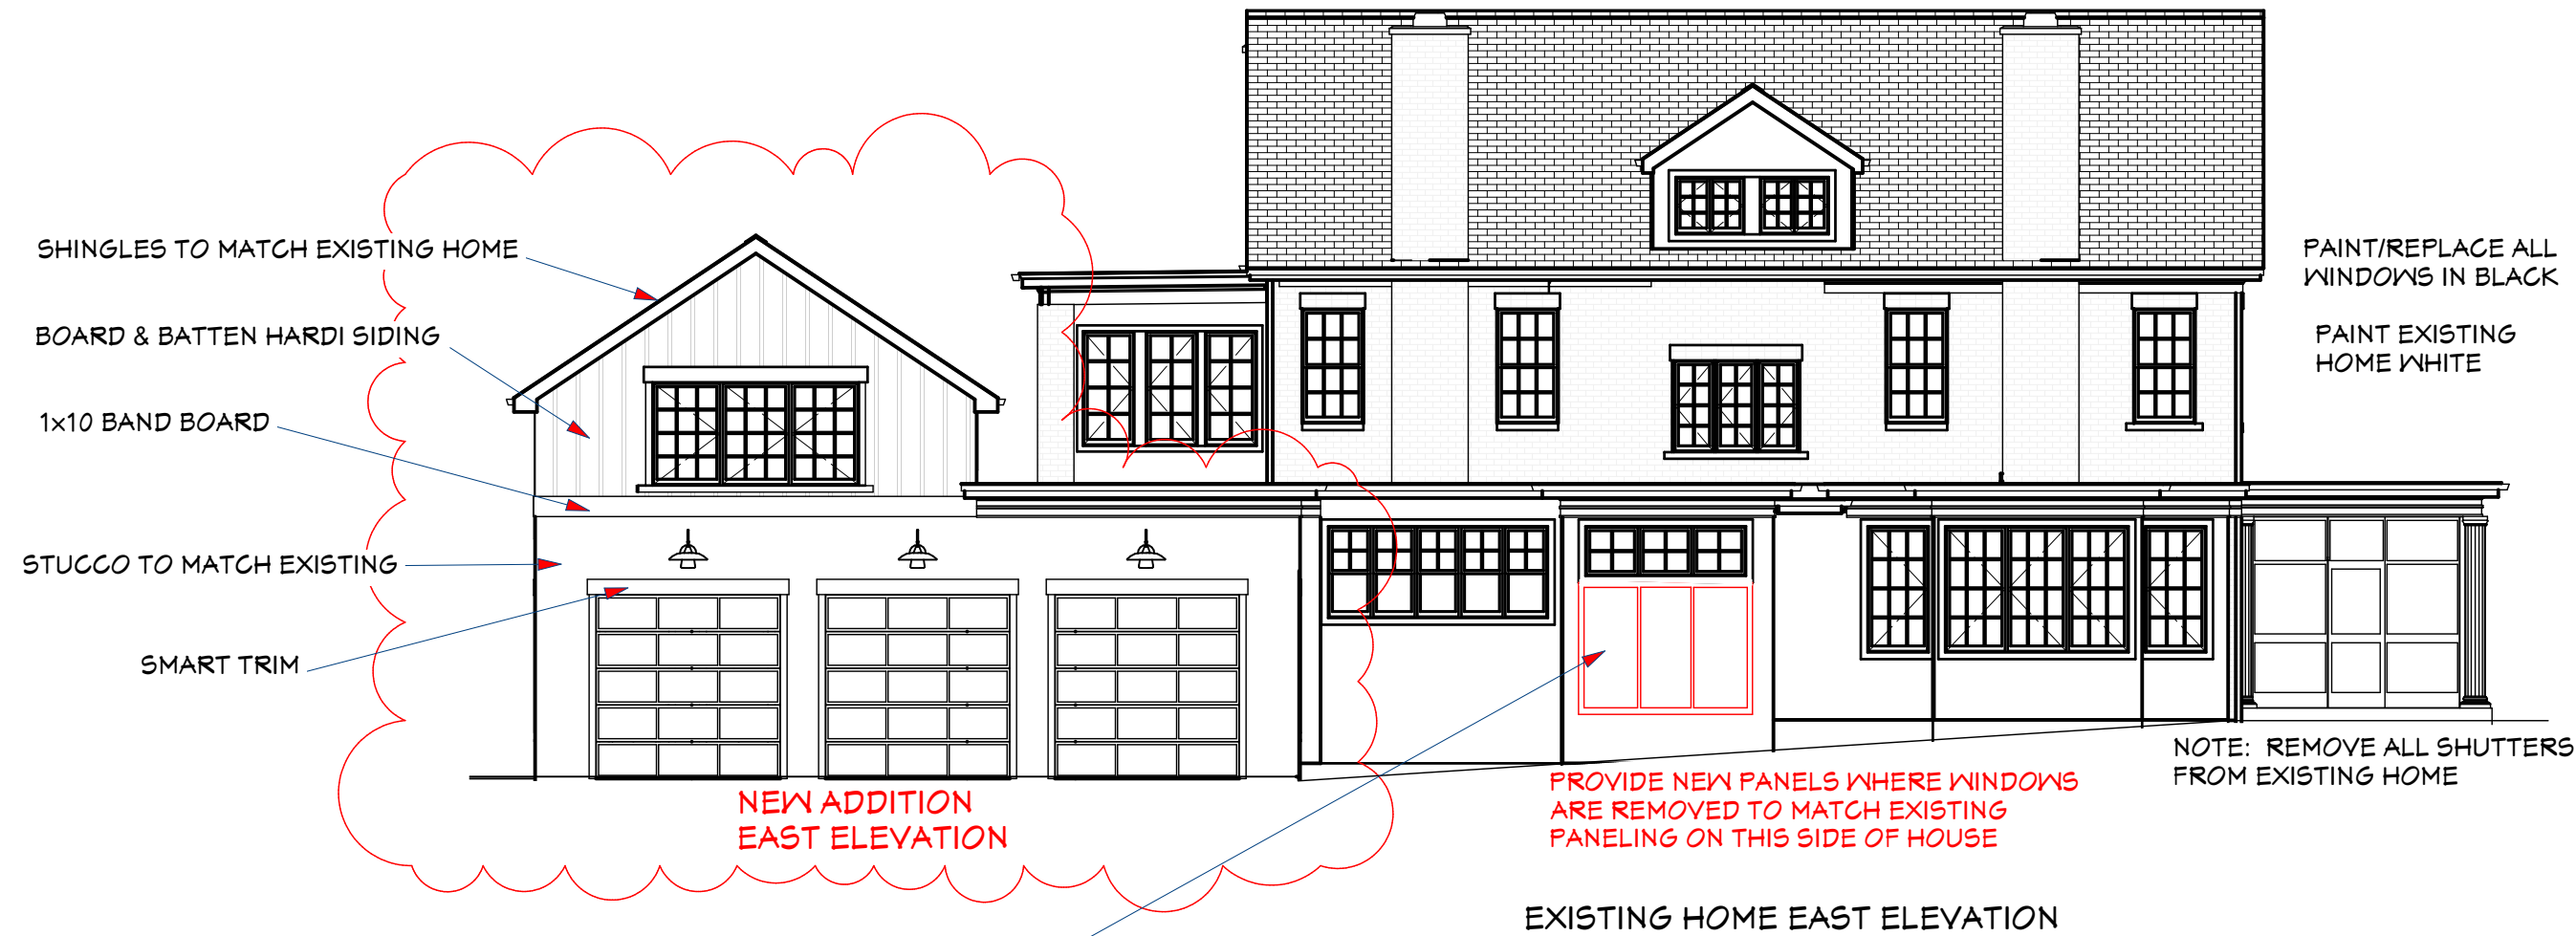 SHINGLES TO MATCH EXISTING HOME
BOARD & BATTEN HARDI SIDING
1x10 BAND BOARD
STUCCO TO MATCH EXISTING
SMART TRIM
NEW ADDITION
EAST ELEVATION
PAINT/REPLACE ALL
WINDOWS IN BLACK
PAINT EXISTING
HOME WHITE
NOTE: REMOVE ALL SHUTTERS
FROM EXISTING HOME
PROVIDE NEW PANELS WHERE WINDOWS
ARE REMOVED TO MATCH EXISTING
PANELING ON THIS SIDE OF HOUSE
EXISTING HOME EAST ELEVATION